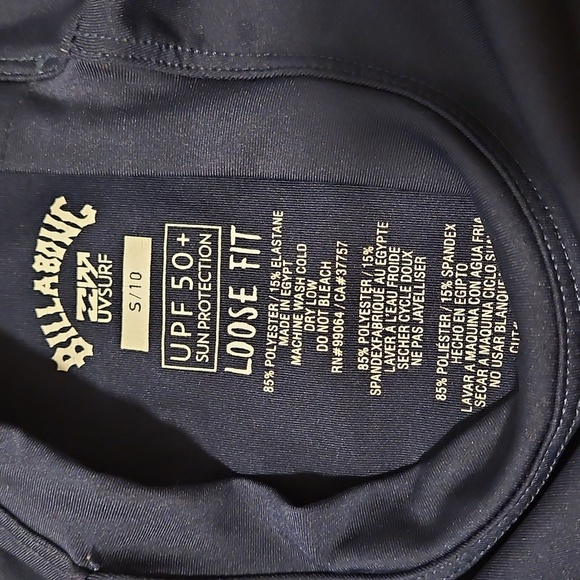 BILLABONG
UVSURF
S/10
UPF 50+
SUN PROTECTION
LOOSE FIT
85% POLYESTER / 15% ELASTANE
MADE IN EGYPT
MACHINE WASH COLD
DRY LOW
DO NOT BLEACH
RN#99064 / CA#37757
85% POLYESTER / 15%
SPANDEXFABRIQUÉ AU EGYPTE
LAVER À L'EAU FROIDE
SECHER CYCLE DOUX
NE PAS JAVELLISER
85% POLIÉSTER / 15% SPANDEX
HECHO EN EGIPTO
LAVAR A MAQUINA CON AGUA FRIA
SECAR A MAQUINA CICLO
NO USAR